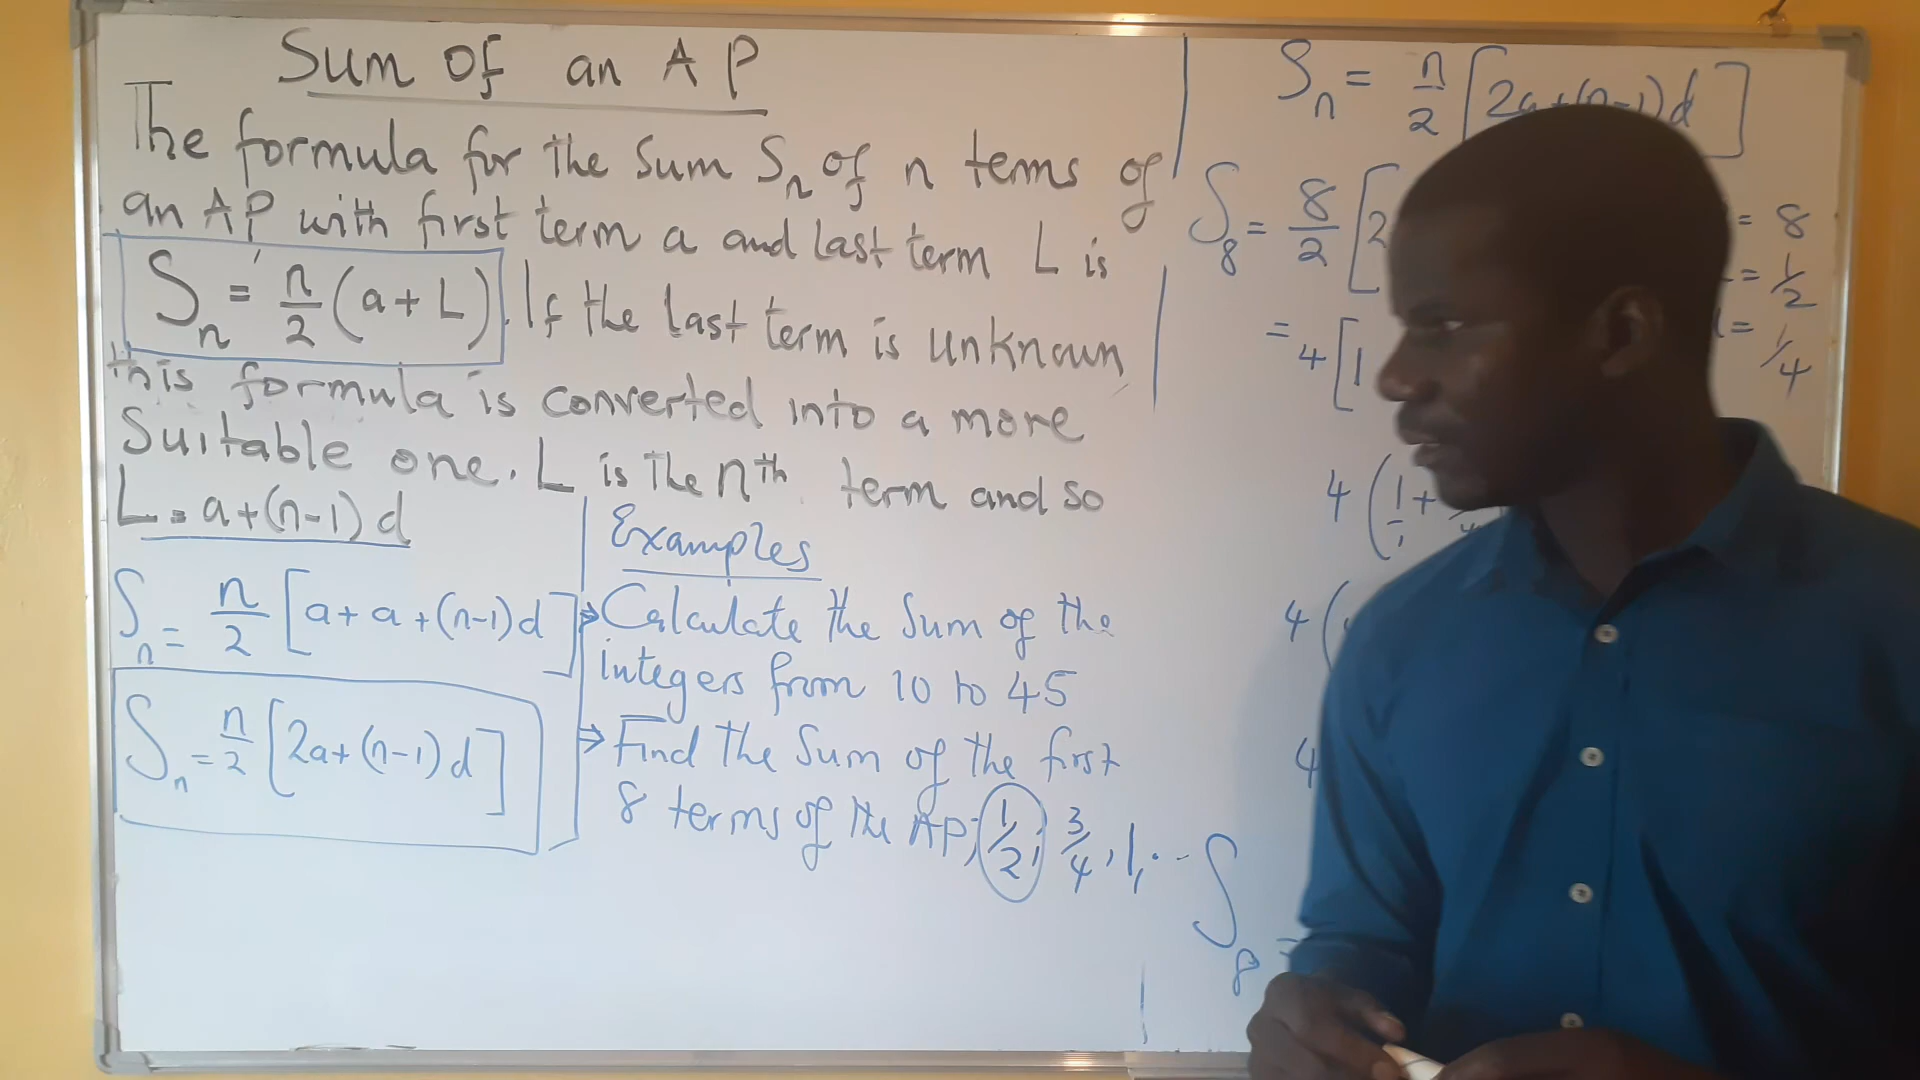 Sum Of an AP
The formula for the Sum Sₙ of n terms of
an AP with first term a and last term L is
Sₙ = n/2 (a + L). If the last term is unknown
this formula is converted into a more
Suitable one. L is the nᵗʰ term and so
L = a + (n-1) d
Sₙ = n/2 [a + a + (n-1) d]
Sₙ = n/2 [2a + (n-1) d]
Examples
⇒ Calculate the Sum of the
integers from 10 to 45
⇒ Find the Sum of the first
8 terms of the AP; 1/2, 3/4, 1, . -
Sₙ = n/2 [2a + (n-1) d]
S₈ = 8/2 [2
= 8
= 1/2
= 1/4
= 4 [1
4 (1 +
4 (
4
S₈ =